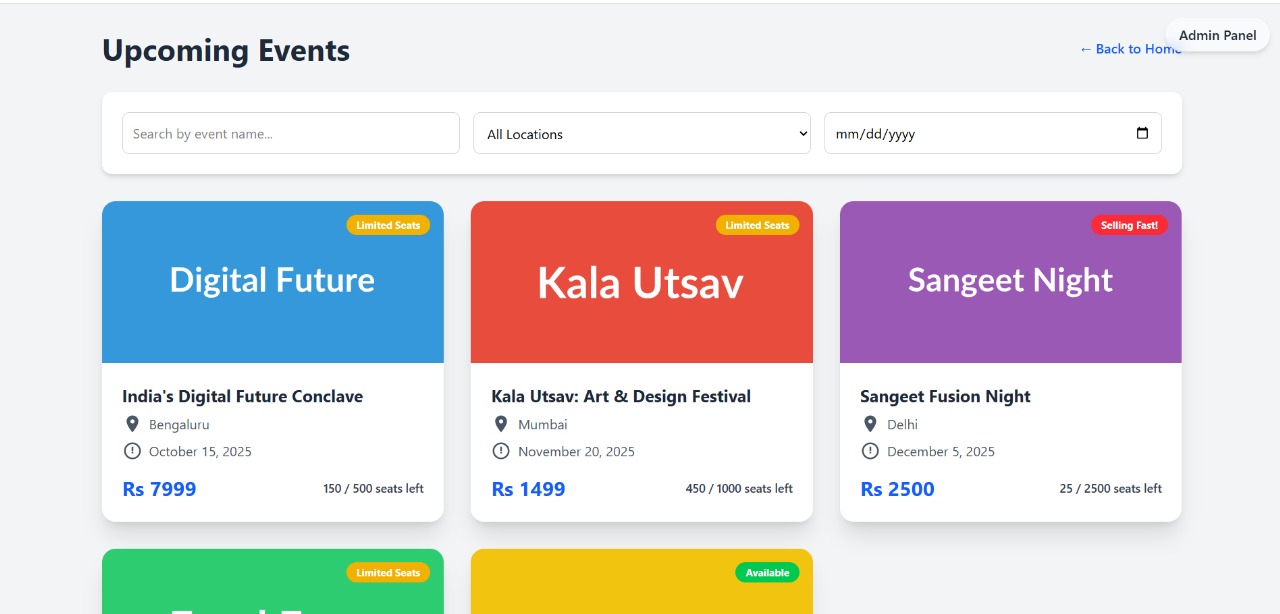 Upcoming Events
← Back to Home
Admin Panel
Search by event name...
All Locations
mm/dd/yyyy
Limited Seats
Digital Future
India's Digital Future Conclave
Bengaluru
October 15, 2025
Rs 7999
150 / 500 seats left
Limited Seats
Kala Utsav
Kala Utsav: Art & Design Festival
Mumbai
November 20, 2025
Rs 1499
450 / 1000 seats left
Selling Fast!
Sangeet Night
Sangeet Fusion Night
Delhi
December 5, 2025
Rs 2500
25 / 2500 seats left
Limited Seats
Available